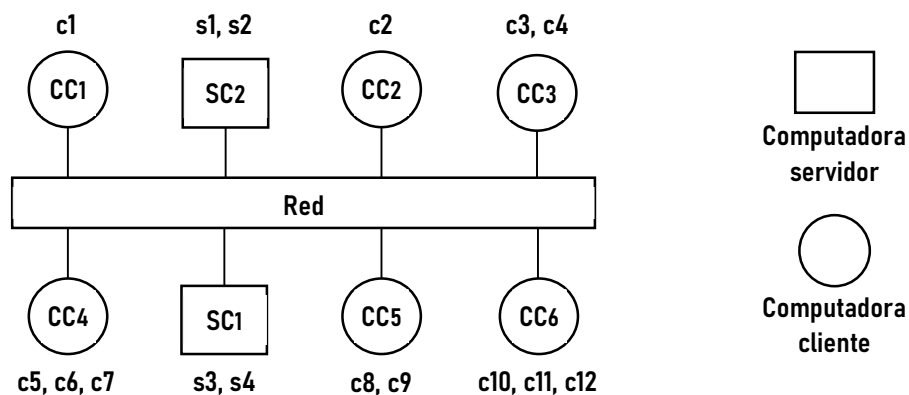 c1 s1, s2 c2 c3, c4
CC1 SC2 CC2 CC3
Red
CC4 SC1 CC5 CC6
c5, c6, c7 s3, s4 c8, c9 c10, c11, c12
Computadora
servidor
Computadora
cliente